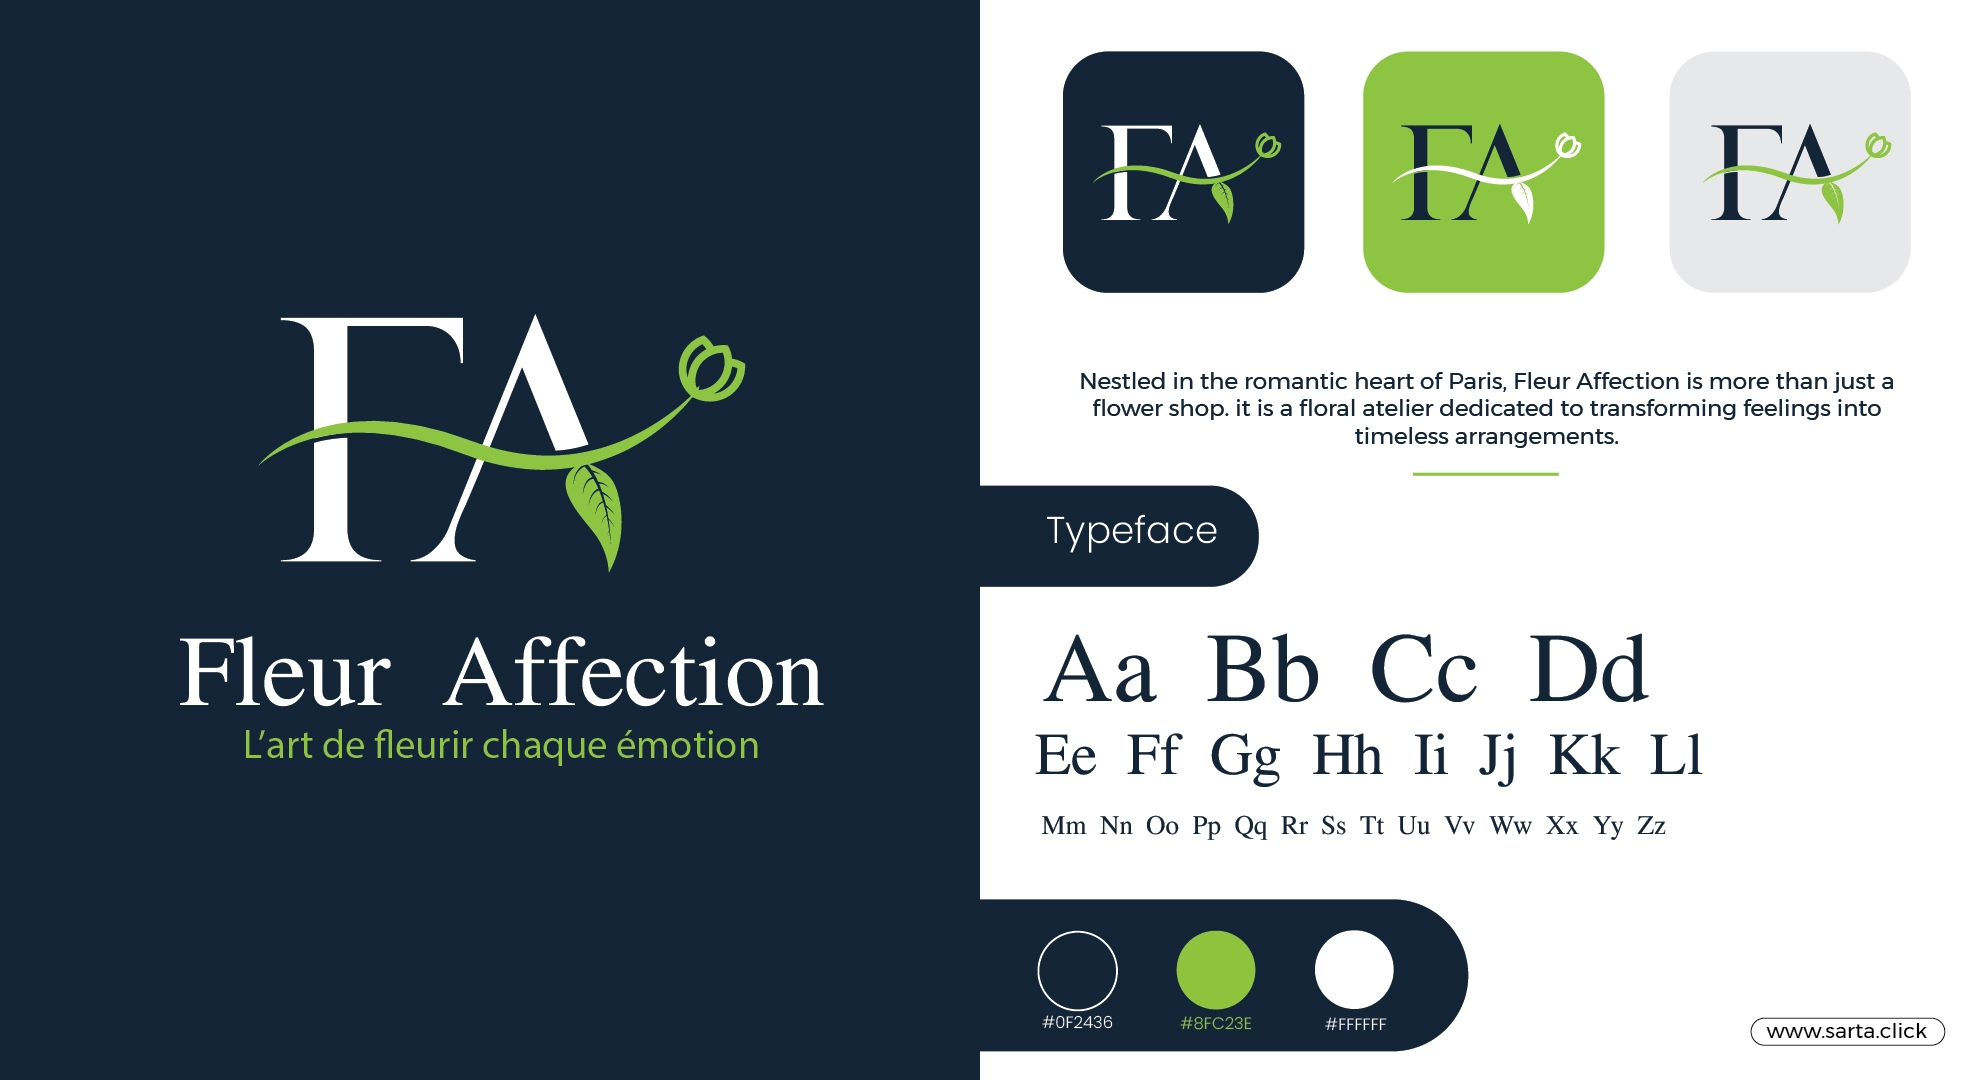 FA
Fleur Affection
L'art de fleurir chaque émotion
FA
FA
FA
Nestled in the romantic heart of Paris, Fleur Affection is more than just a
flower shop. it is a floral atelier dedicated to transforming feelings into
timeless arrangements.
Typeface
Aa Bb Cc Dd
Ee Ff Gg Hh Ii Jj Kk Ll
Mm Nn Oo Pp Qq Rr Ss Tt Uu Vv Ww Xx Yy Zz
#0F2436
#8FC23E
#FFFFFF
www.sarta.click